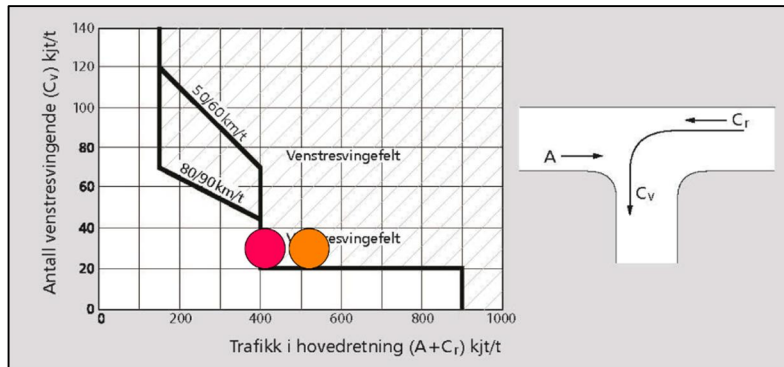 Antall venstresvingende (Cv) kjt/t
140
120
100
80
60
40
20
0
50/60 km/t
80/90 km/t
Venstresvingefelt
0
200
400
600
800
1000
Trafikk i hovedretning (A+Cr) kjt/t
A
Cr
Cv